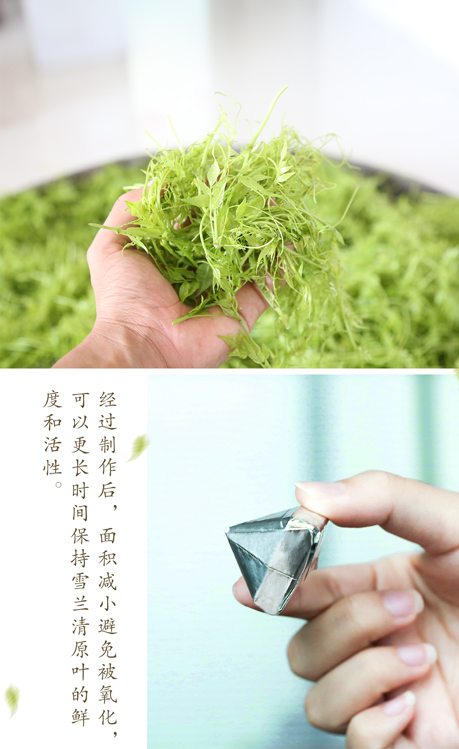 经过制作后，面积减小避免被氧化，
可以更长时间保持雪兰清原叶的鲜
度和活性。